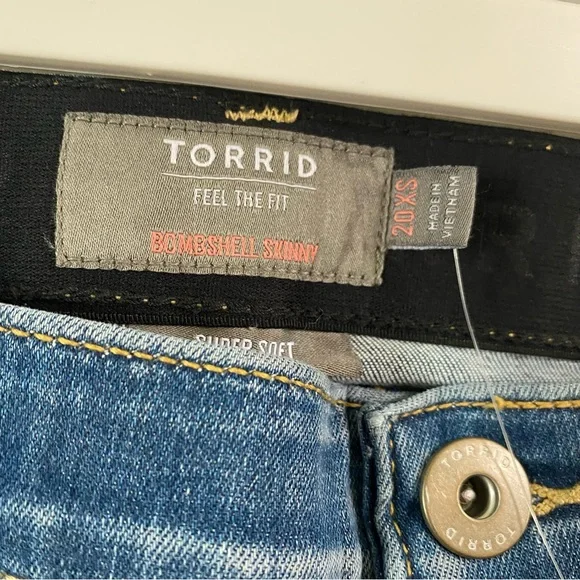 TORRID
FEEL THE FIT
BOMBSHELL SKINNY
20XS
MADE IN
VIETNAM
SUPER SOFT
TORRID
TORRID